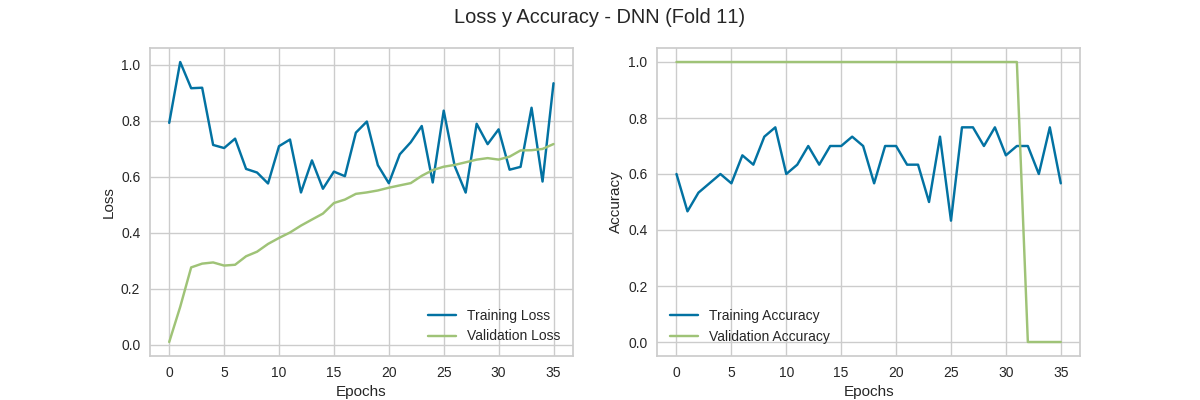 Loss y Accuracy - DNN (Fold 11)
Loss
1.0
0.8
0.6
0.4
0.2
0.0
Training Loss
Validation Loss
0 5 10 15 20 25 30 35
Epochs
Accuracy
1.0
0.8
0.6
0.4
0.2
0.0
Training Accuracy
Validation Accuracy
0 5 10 15 20 25 30 35
Epochs